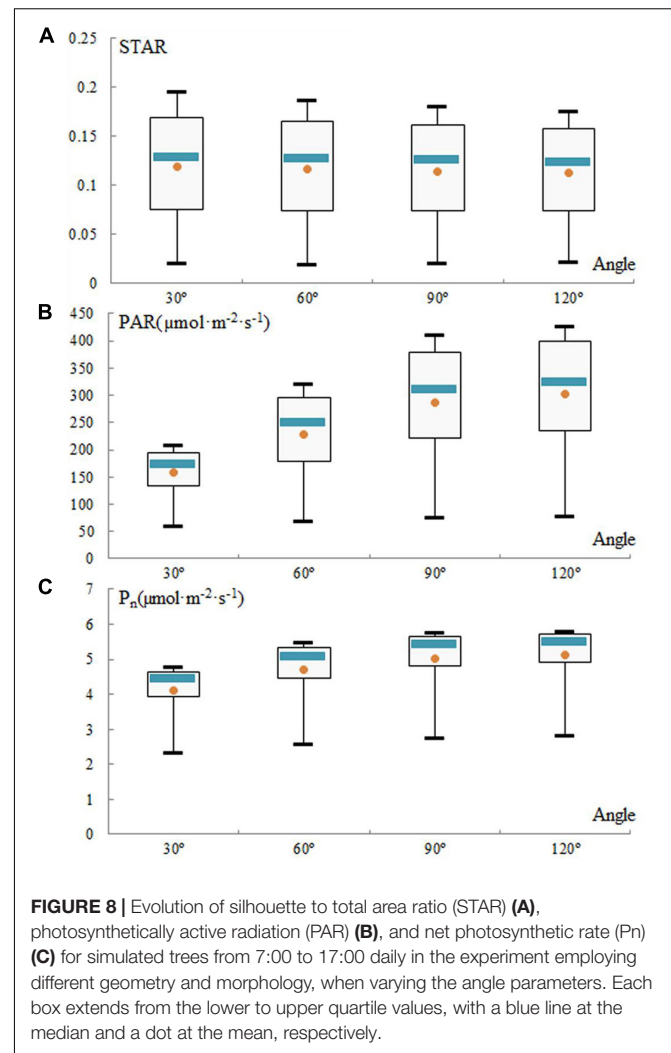 A
STAR
0.25
0.2
0.15
0.1
0.05
0
Angle
30° 60° 90° 120°
B
PAR(μmol·m-2·s-1)
450
400
350
300
250
200
150
100
50
0
Angle
30° 60° 90° 120°
C
Pn(μmol·m-2·s-1)
7
6
5
4
3
2
1
0
Angle
30° 60° 90° 120°
FIGURE 8 | Evolution of silhouette to total area ratio (STAR) (A),
photosynthetically active radiation (PAR) (B), and net photosynthetic rate (Pn)
(C) for simulated trees from 7:00 to 17:00 daily in the experiment employing
different geometry and morphology, when varying the angle parameters. Each
box extends from the lower to upper quartile values, with a blue line at the
median and a dot at the mean, respectively.